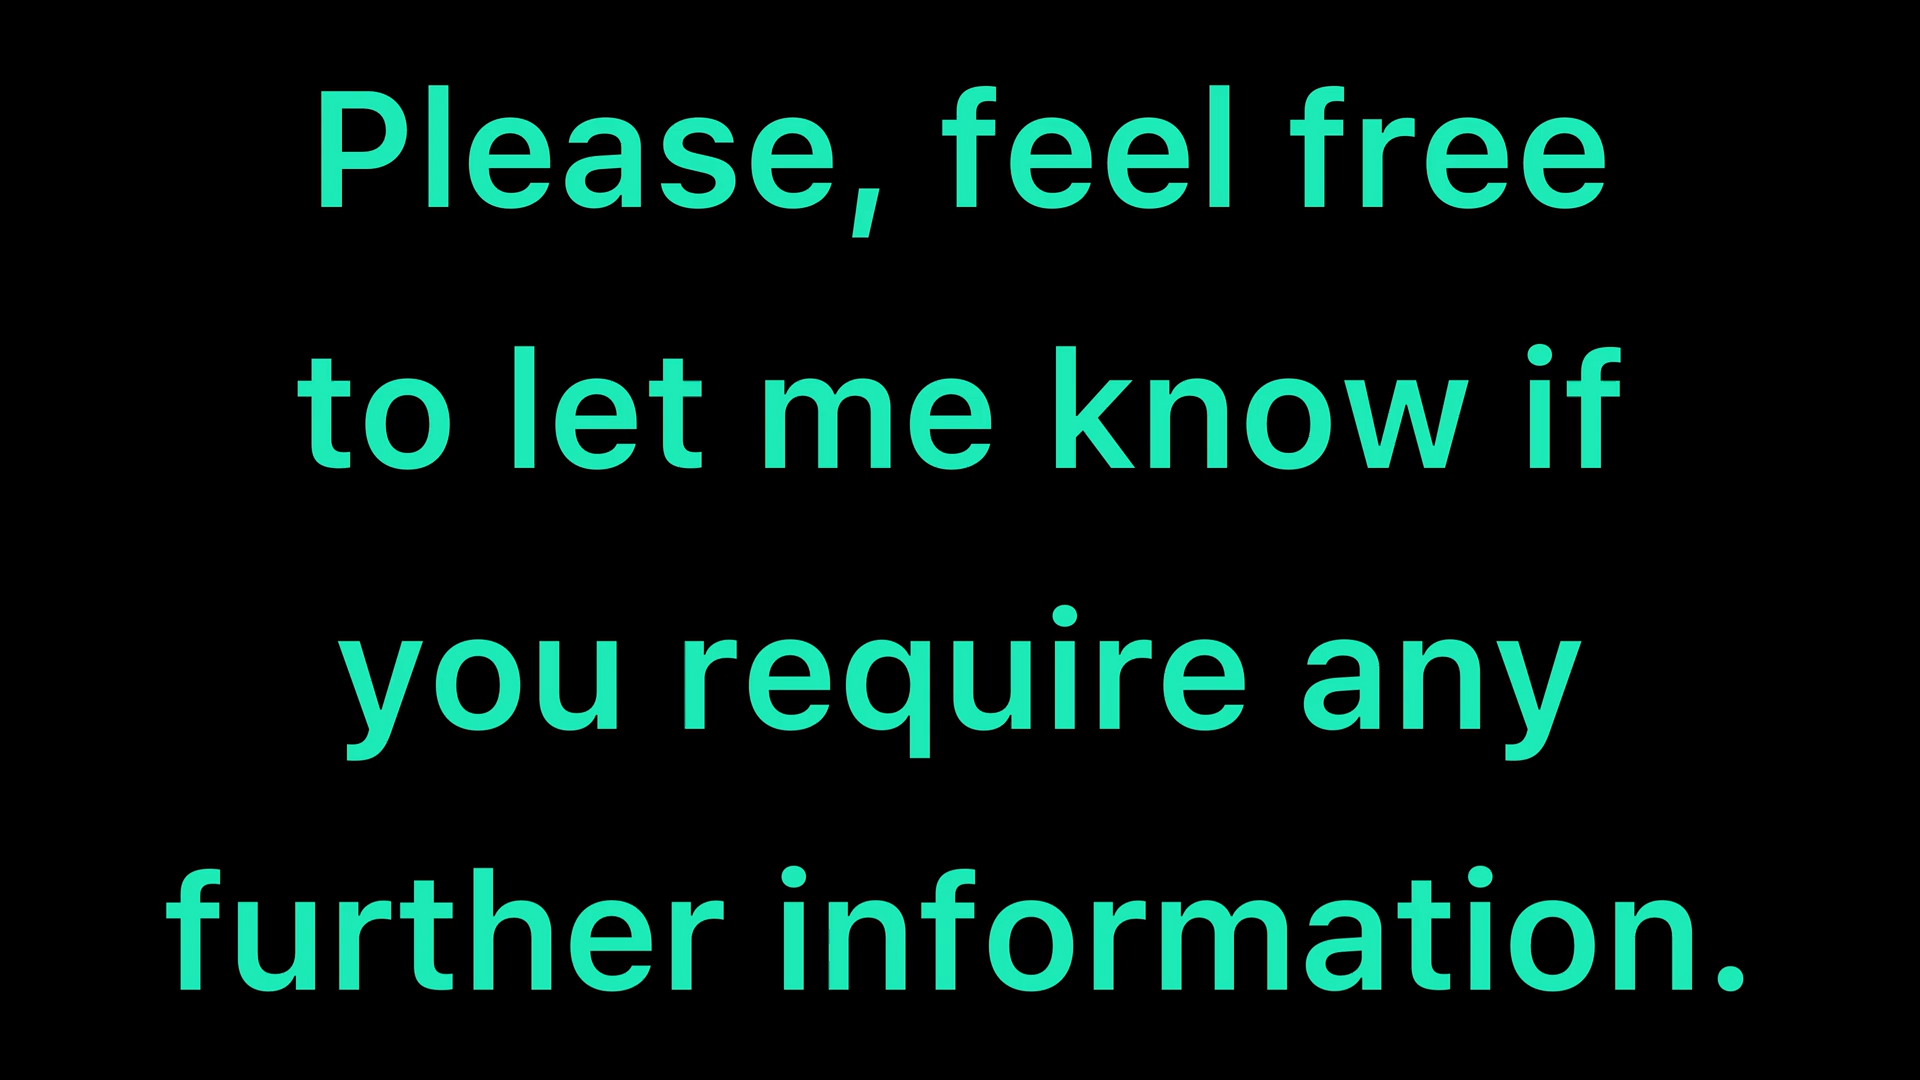 Please, feel free
to let me know if
you require any
further information.